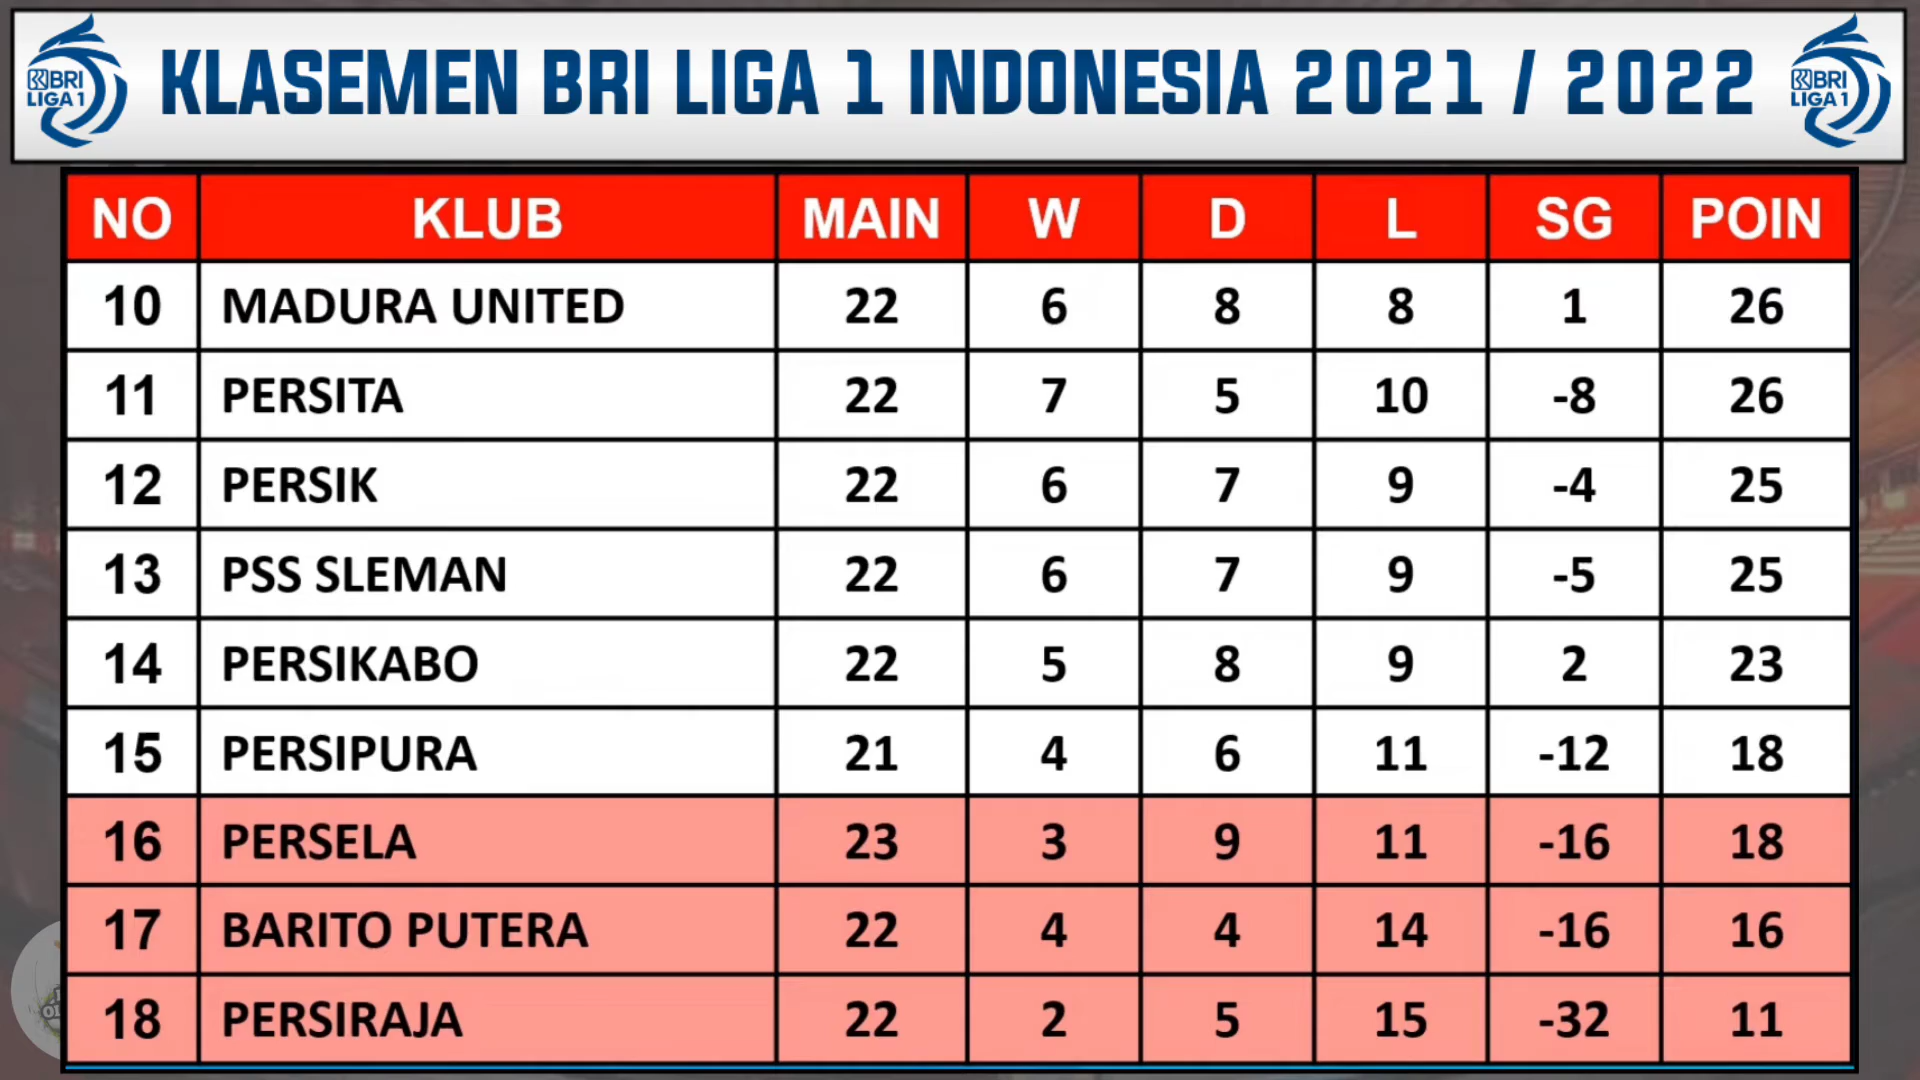 BRI
LIGA 1
KLASEMEN BRI LIGA 1 INDONESIA 2021 / 2022
BRI
LIGA 1
NO KLUB MAIN W D L SG POIN
10 MADURA UNITED 22 6 8 8 1 26
11 PERSITA 22 7 5 10 -8 26
12 PERSIK 22 6 7 9 -4 25
13 PSS SLEMAN 22 6 7 9 -5 25
14 PERSIKABO 22 5 8 9 2 23
15 PERSIPURA 21 4 6 11 -12 18
16 PERSELA 23 3 9 11 -16 18
17 BARITO PUTERA 22 4 4 14 -16 16
18 PERSIRAJA 22 2 5 15 -32 11